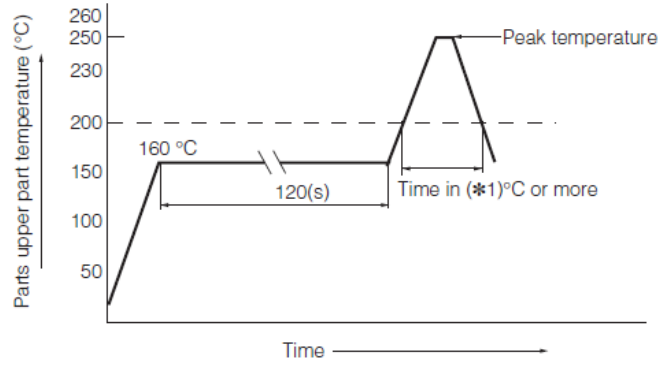 Parts upper part temperature (°C)
260
250
230
200
150
100
50
Peak temperature
160 °C
120(s)
Time in (✱1)°C or more
Time